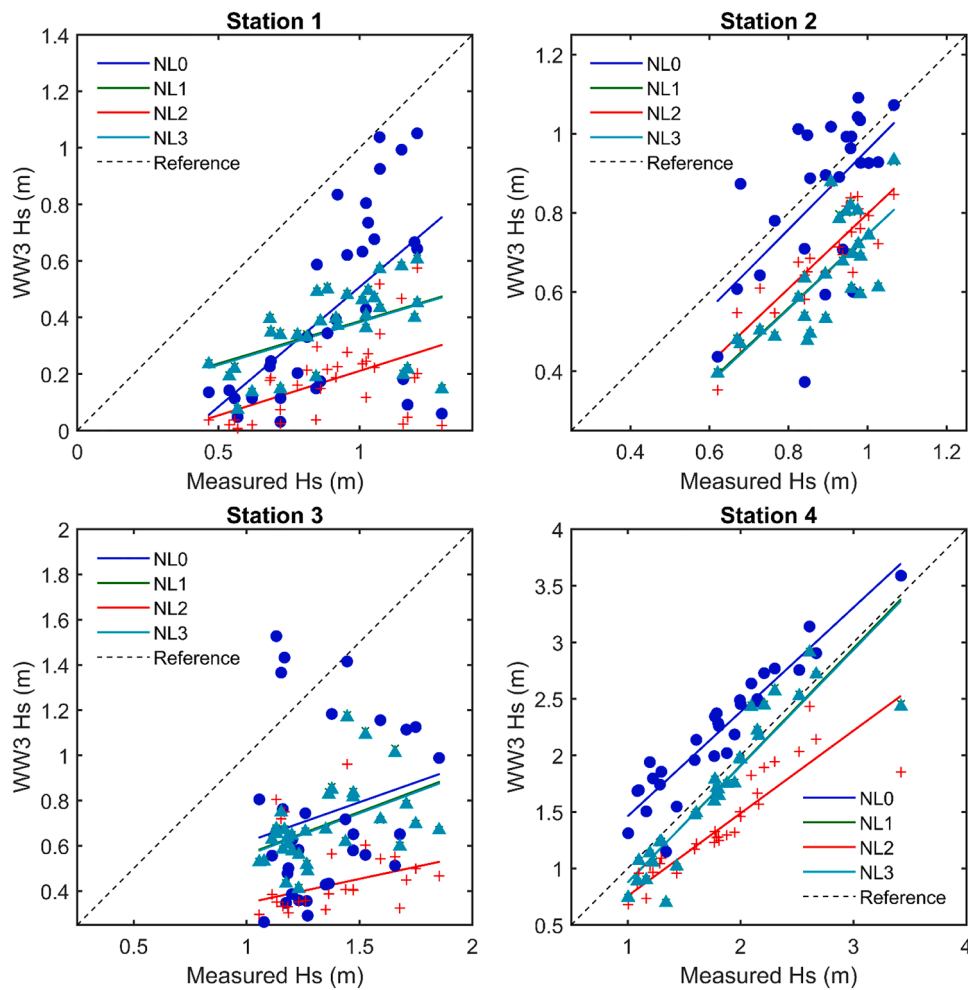 Station 1
1.4
1.2
1
0.8
0.6
0.4
0.2
0
0
0.5
1
WW3 Hs (m)
Measured Hs (m)
NL0
NL1
NL2
NL3
Reference
Station 2
1.2
1
0.8
0.6
0.4
0.4
0.6
0.8
1
1.2
WW3 Hs (m)
Measured Hs (m)
NL0
NL1
NL2
NL3
Reference
Station 3
2
1.8
1.6
1.4
1.2
1
0.8
0.6
0.4
0.5
1
1.5
2
WW3 Hs (m)
Measured Hs (m)
NL0
NL1
NL2
NL3
Reference
Station 4
4
3.5
3
2.5
2
1.5
1
0.5
1
2
3
4
WW3 Hs (m)
Measured Hs (m)
NL0
NL1
NL2
NL3
Reference